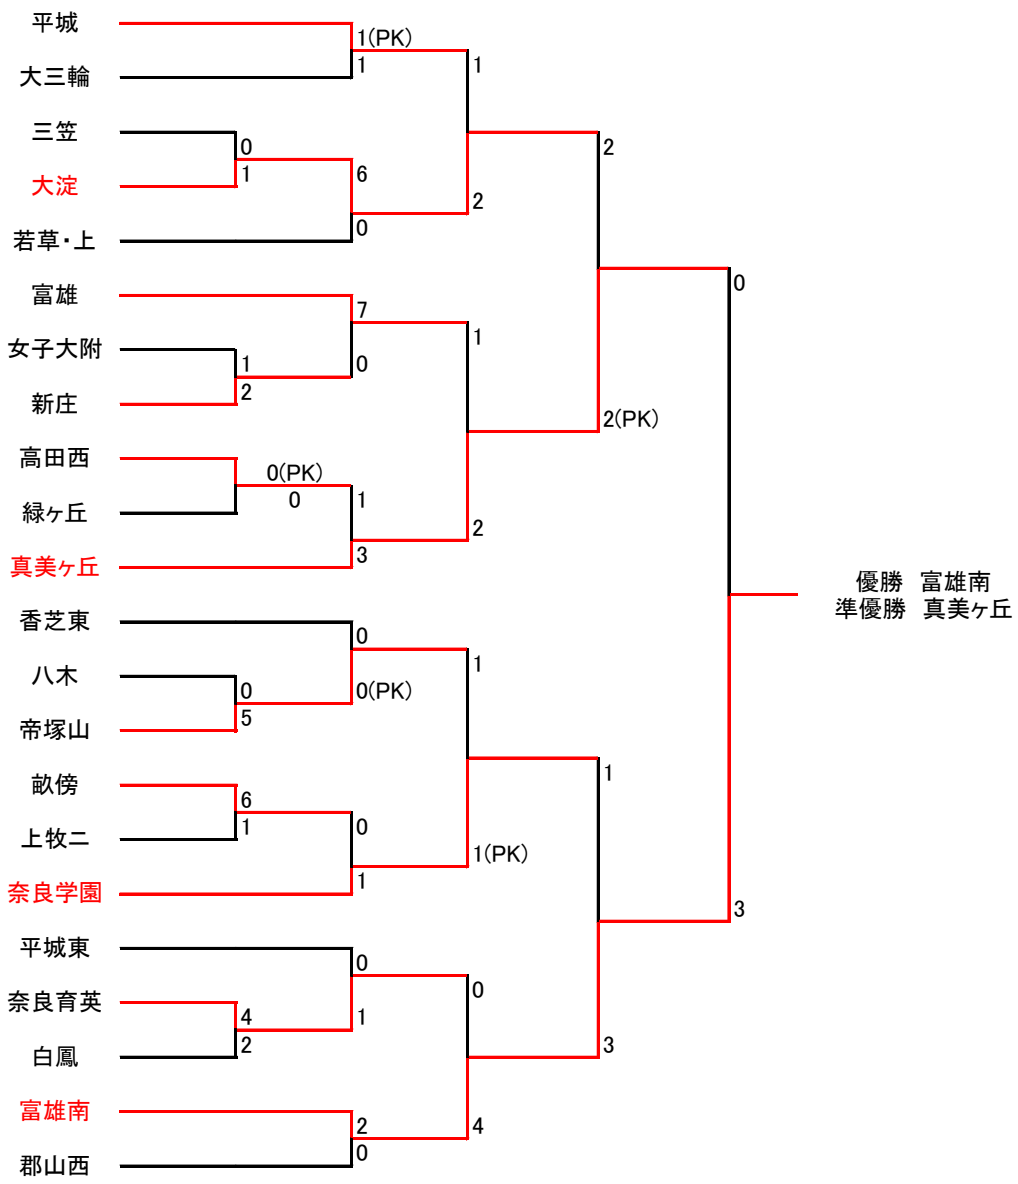 平城
1(PK)
大三輪
1
1
三笠
0
2
大淀
1
6
2
若草・上
0
富雄
7
0
女子大附
1
0
1
新庄
2
2(PK)
高田西
0(PK)
1
緑ヶ丘
0
2
真美ヶ丘
3
優勝 富雄南
準優勝 真美ヶ丘
香芝東
0
1
八木
0
0(PK)
帝塚山
5
1
畝傍
6
0
上牧二
1
1(PK)
奈良学園
1
3
平城東
0
0
奈良育英
4
1
白鳳
2
3
富雄南
2
4
郡山西
0